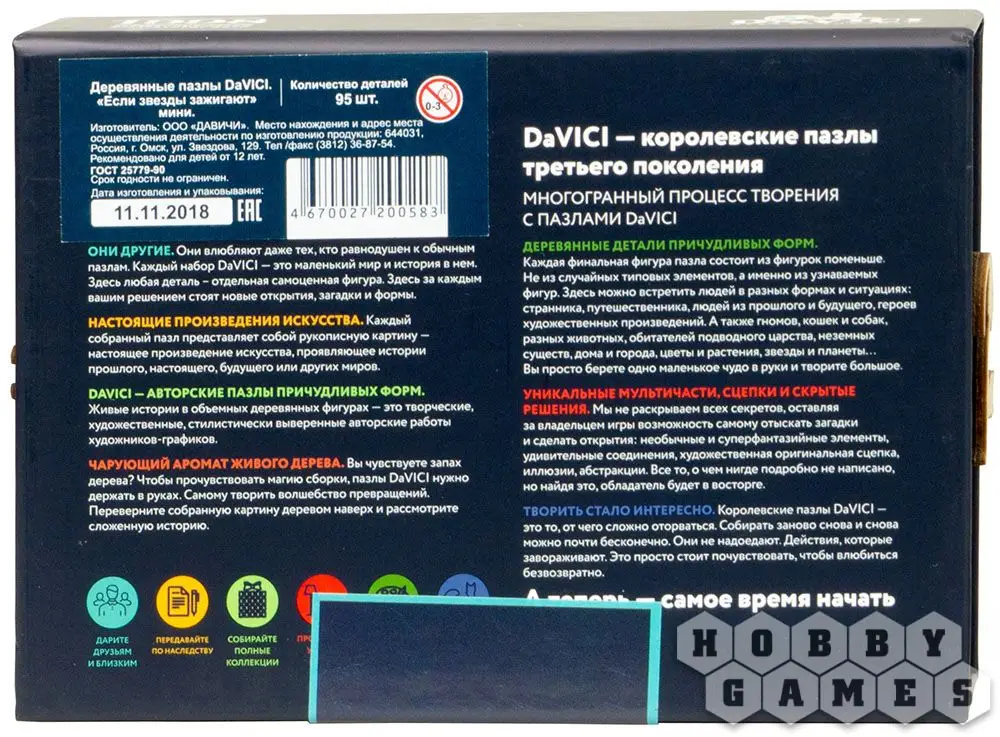 Деревянные пазлы DaVICI.
«Если звезды зажигают»
мини.
Количество деталей
95 шт.
0-3
Изготовитель: ООО «ДАВИЧИ». Место нахождения и адрес места
осуществления деятельности по изготовлению продукции: 644031,
Россия, г. Омск, ул. Звездова, 129. Тел /факс (3812) 36-87-54.
Рекомендовано для детей от 12 лет.
ГОСТ 25779-90
Срок годности не ограничен.
Дата изготовления и упаковывания:
11.11.2018
ЕАС
4 670027 200583
ОНИ ДРУГИЕ. Они влюбляют даже тех, кто равнодушен к обычным
пазлам. Каждый набор DaVICI — это маленький мир и история в нем.
Здесь любая деталь – отдельная самоценная фигура. Здесь за каждым
вашим решением стоят новые открытия, загадки и формы.
НАСТОЯЩИЕ ПРОИЗВЕДЕНИЯ ИСКУССТВА. Каждый
собранный пазл представляет собой рукописную картину —
настоящее произведение искусства, проявляющее истории
прошлого, настоящего, будущего или других миров.
DAVICI — АВТОРСКИЕ ПАЗЛЫ ПРИЧУДЛИВЫХ ФОРМ.
Живые истории в объемных деревянных фигурах — это творческие,
художественные, стилистически выверенные авторские работы
художников-графиков.
ЧАРУЮЩИЙ АРОМАТ ЖИВОГО ДЕРЕВА. Вы чувствуете запах
дерева? Чтобы прочувствовать магию сборки, пазлы DaVICI нужно
держать в руках. Самому творить волшебство превращений.
Переверните собранную картину деревом наверх и рассмотрите
сложенную историю.
ДАРИТЕ
ДРУЗЬЯМ
И БЛИЗКИМ
ПЕРЕДАВАЙТЕ
ПО НАСЛЕДСТВУ
СОБИРАЙТЕ
ПОЛНЫЕ
КОЛЛЕКЦИИ
DaVICI — королевские пазлы
третьего поколения
МНОГОГРАННЫЙ ПРОЦЕСС ТВОРЕНИЯ
С ПАЗЛАМИ DaVICI
ДЕРЕВЯННЫЕ ДЕТАЛИ ПРИЧУДЛИВЫХ ФОРМ.
Каждая финальная фигура пазла состоит из фигурок поменьше.
Не из случайных типовых элементов, а именно из узнаваемых
фигур. Здесь можно встретить людей в разных формах и ситуациях:
странника, путешественника, людей из прошлого и будущего, героев
художественных произведений. А также гномов, кошек и собак,
разных животных, обитателей подводного царства, неземных
существ, дома и города, цветы и растения, звезды и планеты...
Вы просто берете одно маленькое чудо в руки и творите большое.
УНИКАЛЬНЫЕ МУЛЬТИЧАСТИ, СЦЕПКИ И СКРЫТЫЕ
РЕШЕНИЯ. Мы не раскрываем всех секретов, оставляя
за владельцем игры возможность самому отыскать загадки
и сделать открытия: необычные и суперфантазийные элементы,
удивительные соединения, художественная оригинальная сцепка,
иллюзии, абстракции. Все то, о чем нигде подробно не написано,
но найдя это, обладатель будет в восторге.
ТВОРИТЬ СТАЛО ИНТЕРЕСНО. Королевские пазлы DaVICI —
это то, от чего сложно оторваться. Собирать заново снова и снова
можно почти бесконечно. Они не надоедают. Действия, которые
завораживают. Это просто стоит почувствовать, чтобы влюбиться
безвозвратно.
А теперь — самое время начать
HOBBY
GAMES